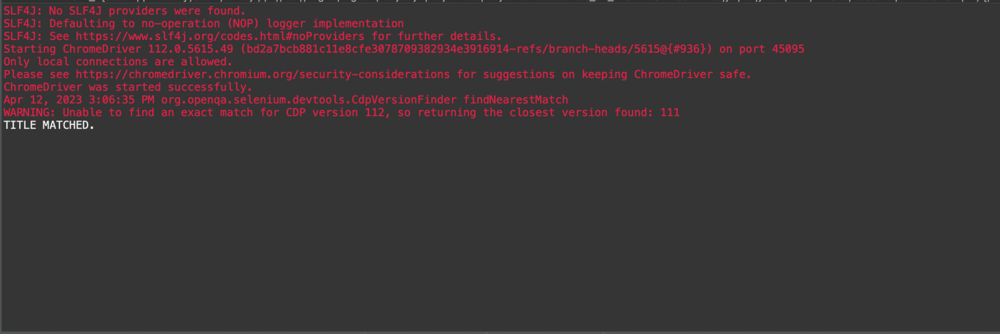 SLF4J: No SLF4J providers were found.
SLF4J: Defaulting to no-operation (NOP) logger implementation
SLF4J: See https://www.slf4j.org/codes.html#noProviders for further details.
Starting ChromeDriver 112.0.5615.49 (bd2a7bcb881c11e8cfe3078709382934e3916914-refs/branch-heads/5615@{#936}) on port 45095
Only local connections are allowed.
Please see https://chromedriver.chromium.org/security-considerations for suggestions on keeping ChromeDriver safe.
ChromeDriver was started successfully.
Apr 12, 2023 3:06:35 PM org.openqa.selenium.devtools.CdpVersionFinder findNearestMatch
WARNING: Unable to find an exact match for CDP version 112, so returning the closest version found: 111
TITLE MATCHED.